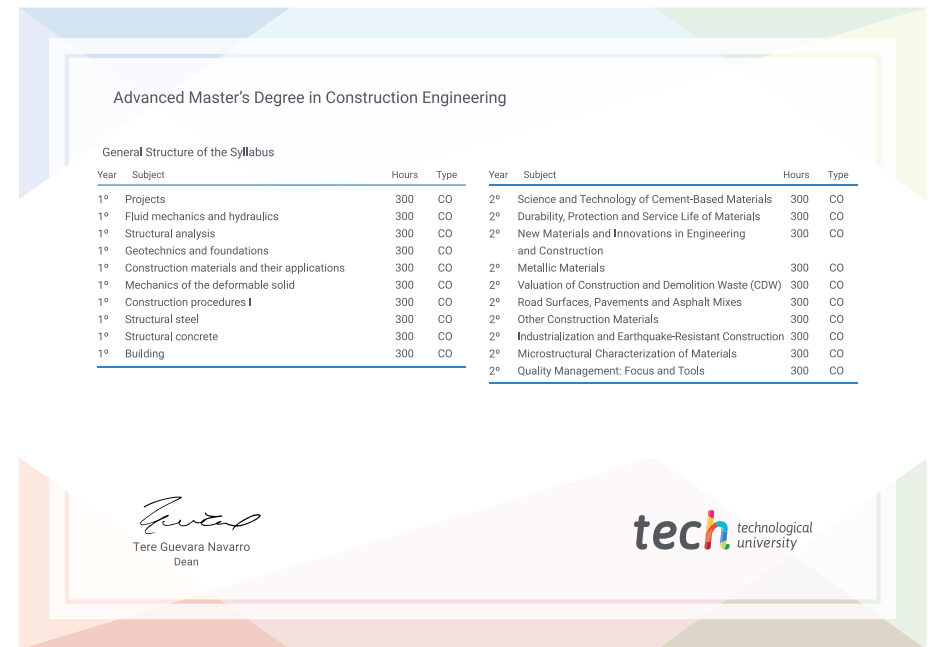 Advanced Master's Degree in Construction Engineering
General Structure of the Syllabus
Year Subject Hours Type
1º Projects 300 CO
1º Fluid mechanics and hydraulics 300 CO
1º Structural analysis 300 CO
1º Geotechnics and foundations 300 CO
1º Construction materials and their applications 300 CO
1º Mechanics of the deformable solid 300 CO
1º Construction procedures I 300 CO
1º Structural steel 300 CO
1º Structural concrete 300 CO
1º Building 300 CO
Year Subject Hours Type
2º Science and Technology of Cement-Based Materials 300 CO
2º Durability, Protection and Service Life of Materials 300 CO
2º New Materials and Innovations in Engineering 300 CO
and Construction
2º Metallic Materials 300 CO
2º Valuation of Construction and Demolition Waste (CDW) 300 CO
2º Road Surfaces, Pavements and Asphalt Mixes 300 CO
2º Other Construction Materials 300 CO
2º Industrialization and Earthquake-Resistant Construction 300 CO
2º Microstructural Characterization of Materials 300 CO
2º Quality Management: Focus and Tools 300 CO
Tere Guevara Navarro
Dean
tech technological
university